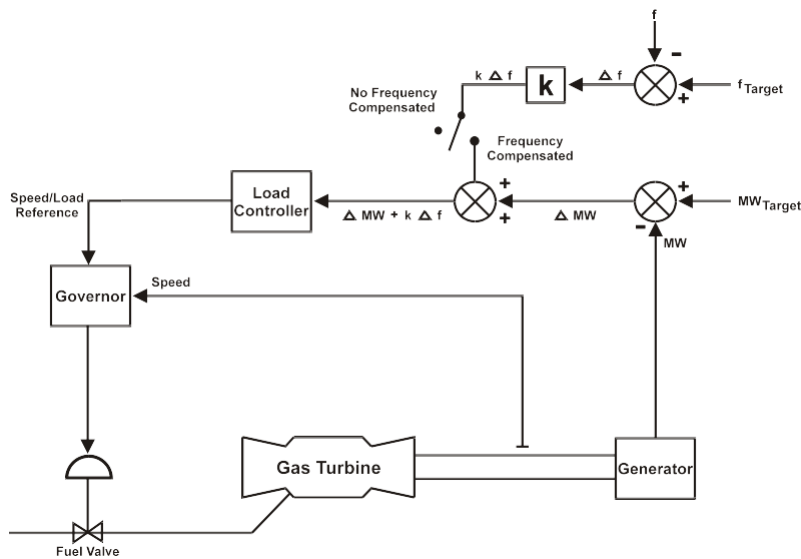 f
−
k Δ f
k
Δ f
f Target
+
No Frequency
Compensated
Frequency
Compensated
Speed/Load
Reference
Load
Controller
Δ MW + k Δ f
+
+
Δ MW
+
MW Target
−
MW
Governor
Speed
Gas Turbine
Generator
Fuel Valve